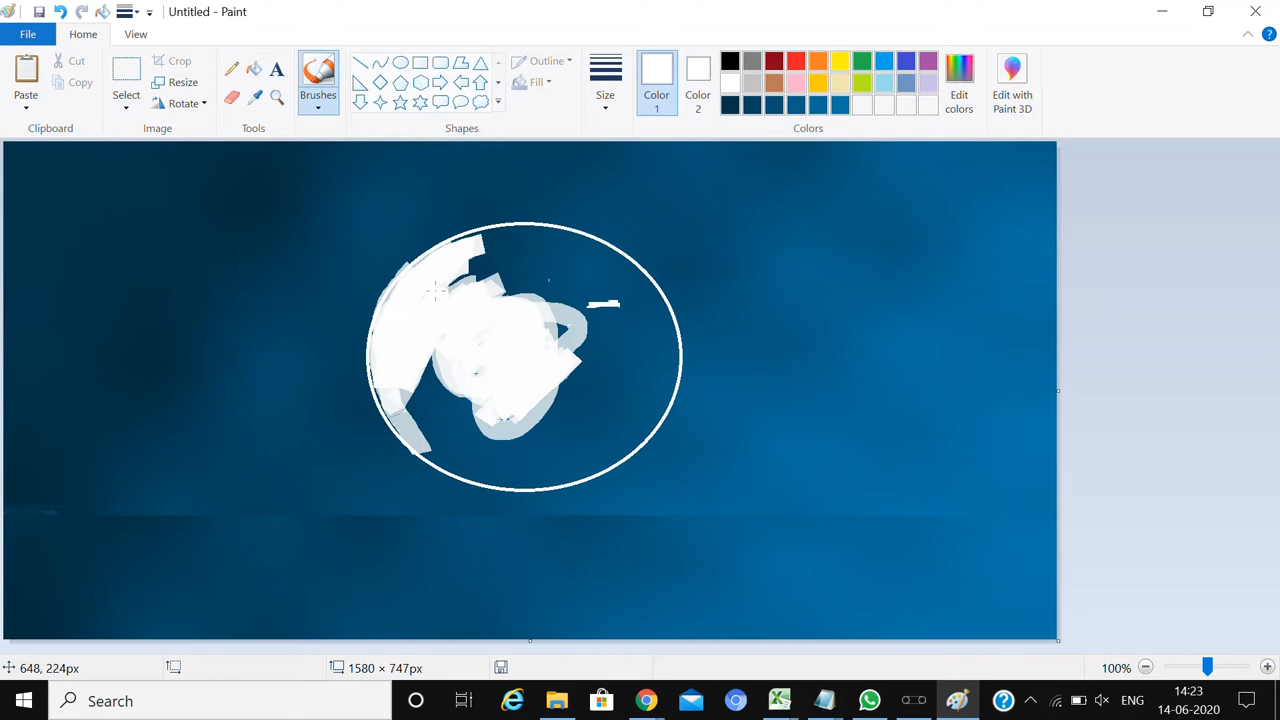 Untitled - Paint
File
Home
View
Paste
Cut
Copy
Clipboard
Select
Crop
Resize
Rotate
Image
A
Tools
Brushes
Outline
Fill
Shapes
Size
Color
1
Color
2
Edit
colors
Colors
Edit with
Paint 3D
648, 224px
1580 × 747px
100%
Search
ENG
14:23
14-06-2020